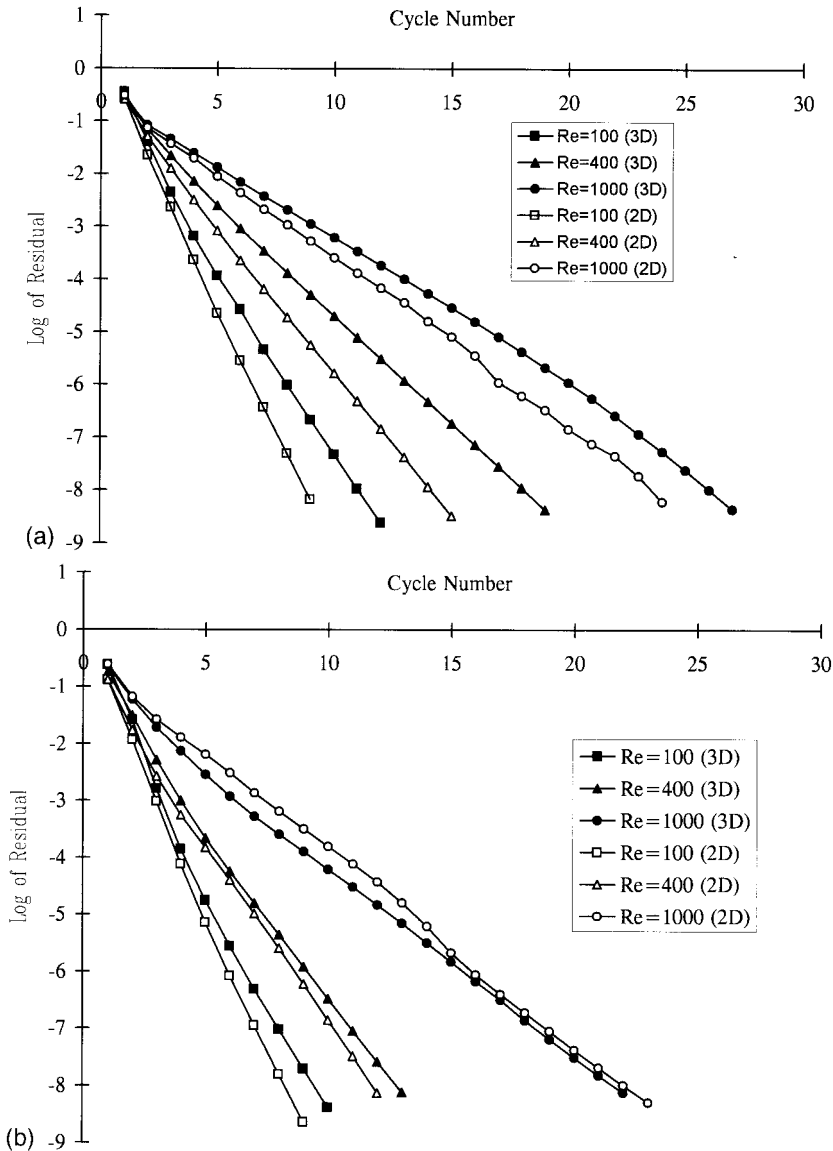 Cycle Number
1
0
0 5 10 15 20 25 30
-1
-2
-3
-4
-5
-6
-7
-8
-9
Log of Residual
Re=100 (3D)
Re=400 (3D)
Re=1000 (3D)
Re=100 (2D)
Re=400 (2D)
Re=1000 (2D)
(a)
Cycle Number
1
0
0 5 10 15 20 25 30
-1
-2
-3
-4
-5
-6
-7
-8
-9
Log of Residual
Re=100 (3D)
Re=400 (3D)
Re=1000 (3D)
Re=100 (2D)
Re=400 (2D)
Re=1000 (2D)
(b)